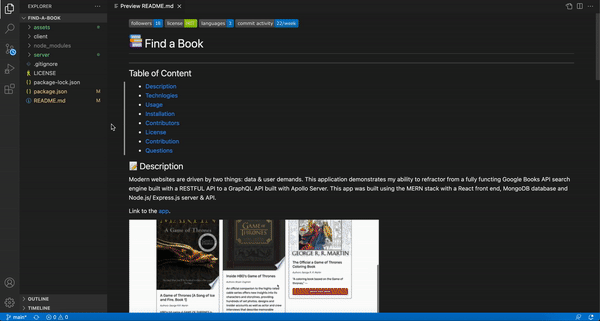 EXPLORER
Preview README.md
FIND-A-BOOK
assets
client
node_modules
server
.gitignore
LICENSE
package-lock.json
package.json M
README.md M
OUTLINE
TIMELINE
main* 0 0
followers 18 license MIT languages 3 commit activity 22/week
Find a Book
Table of Content
Description
Technlogies
Usage
Installation
Contributors
License
Contribution
Questions
Description
Modern websites are driven by two things: data & user demands. This application demonstrates my ability to refractor from a fully functing Google Books API search
engine built with a RESTFUL API to a GraphQL API built with Apollo Server. This app was built using the MERN stack with a React front end, MongoDB database and
Node.js/ Express.js server & API.
Link to the app.
A GAME OF
THRONES
A Game of Thrones (A Song of Ice
and Fire, Book 1)
GAME OF
THRONES
Inside HBO's Game of Thrones
GEORGE R. R. MARTIN
The Official A Game of Thrones
Coloring Book